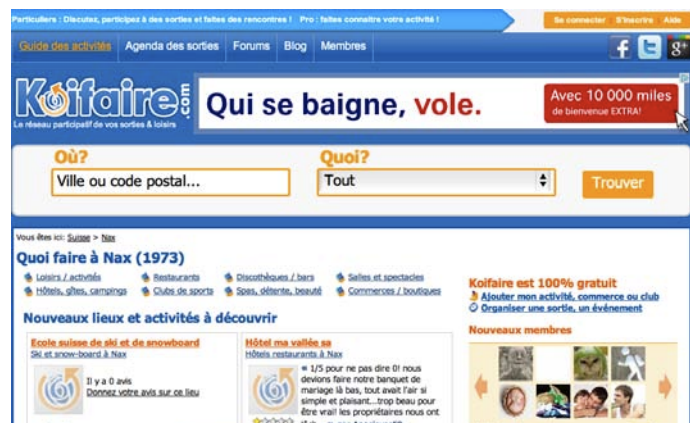 Particuliers : Discutez, participez à des sorties et faites des rencontres ! Pro : faites connaitre votre activité !
Se connecter S'inscrire Aide
Guide des activités Agenda des sorties Forums Blog Membres
Koifaire.com
Le réseau participatif de vos sorties & loisirs
Qui se baigne, vole.
Avec 10 000 miles
de bienvenue EXTRA!
Où?
Ville ou code postal...
Quoi?
Tout
Trouver
Vous êtes ici: Suisse > Nax
Quoi faire à Nax (1973)
Loisirs / activités Restaurants Discothèques / bars Salles et spectacles
Hôtels, gîtes, campings Clubs de sports Spas, détente, beauté Commerces / boutiques
Nouveaux lieux et activités à découvrir
Ecole suisse de ski et de snowboard
Ski et snow-board à Nax
Il y a 0 avis
Donnez votre avis sur ce lieu
Hôtel ma vallée sa
Hôtels restaurants à Nax
« 1/5 pour ne pas dire 0! nous
devions faire notre banquet de
mariage là bas, tout avait l'air si
simple et plaisant...trop beau pour
être vrai! les propriétaires nous ont
Koifaire est 100% gratuit
Ajouter mon activité, commerce ou club
Organiser une sortie, un événement
Nouveaux membres